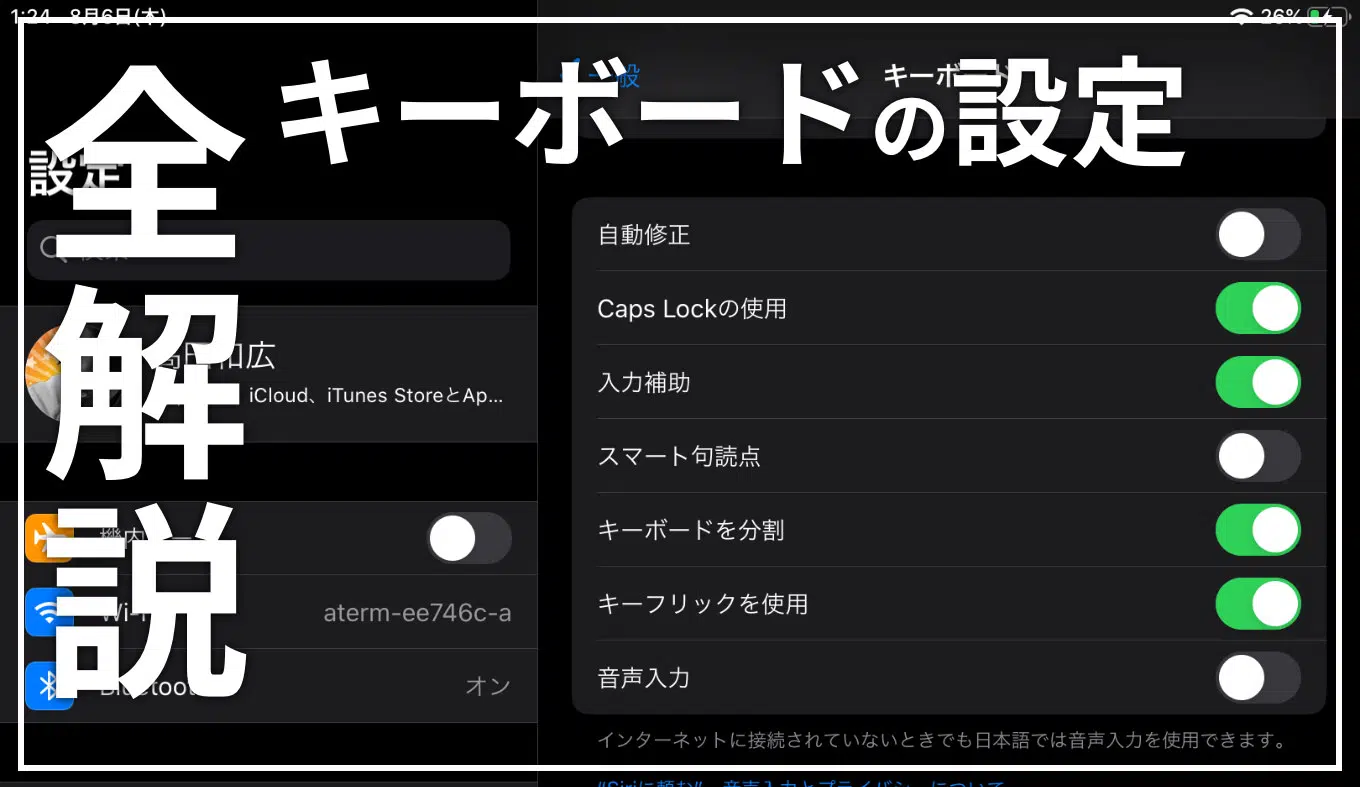 1:24 8月6日(木)
26%
全解説
キーボードの設定
設定
iCloud、iTunes StoreとAp...
aterm-ee746c-a
Bluetooth
オン
キーボード
自動修正
Caps Lockの使用
入力補助
スマート句読点
キーボードを分割
キーフリックを使用
音声入力
インターネットに接続されていないときでも日本語では音声入力を使用できます。